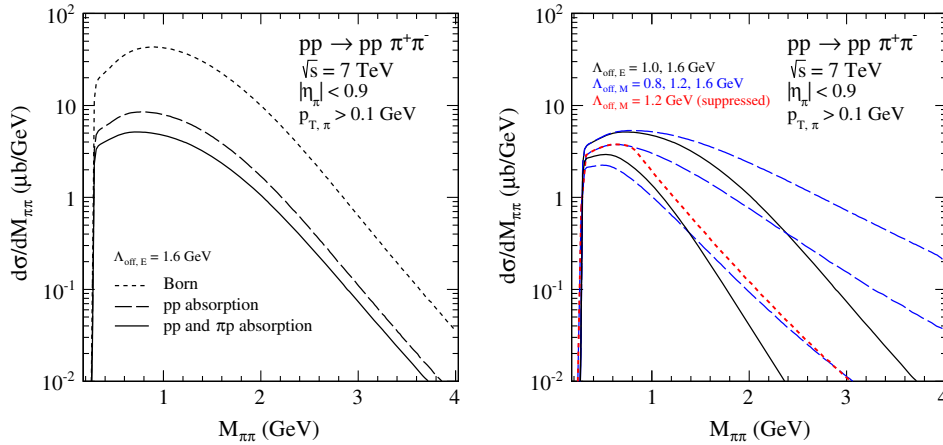 dσ/dM_ππ (μb/GeV)
10²
10
1
10⁻¹
10⁻²
pp → pp π⁺π⁻
√s = 7 TeV
|η_π| < 0.9
p_T, π > 0.1 GeV
Λ_off, E = 1.6 GeV
Born
pp absorption
pp and πp absorption
1 2 3 4
M_ππ (GeV)
dσ/dM_ππ (μb/GeV)
10²
10
1
10⁻¹
10⁻²
pp → pp π⁺π⁻
√s = 7 TeV
|η_π| < 0.9
p_T, π > 0.1 GeV
Λ_off, E = 1.0, 1.6 GeV
Λ_off, M = 0.8, 1.2, 1.6 GeV
Λ_off, M = 1.2 GeV (suppressed)
1 2 3 4
M_ππ (GeV)